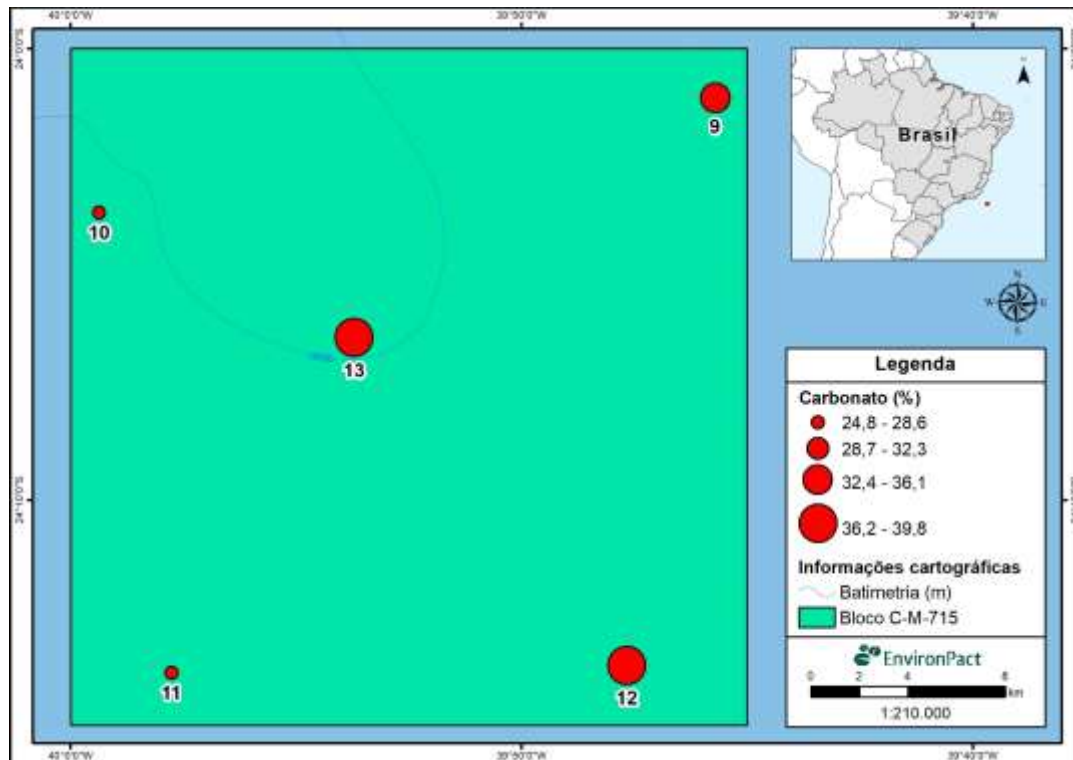 40°0'0"W
39°50'0"W
39°40'0"W
24°0'0"S
9
10
13
11
12
24°10'0"S
Brasil
N
W
E
S
Legenda
Carbonato (%)
24,8 - 28,6
28,7 - 32,3
32,4 - 36,1
36,2 - 39,8
Informações cartográficas
Batimetria (m)
Bloco C-M-715
EnvironPact
0 2 4 8
km
1:210.000
40°0'0"W
39°50'0"W
39°40'0"W